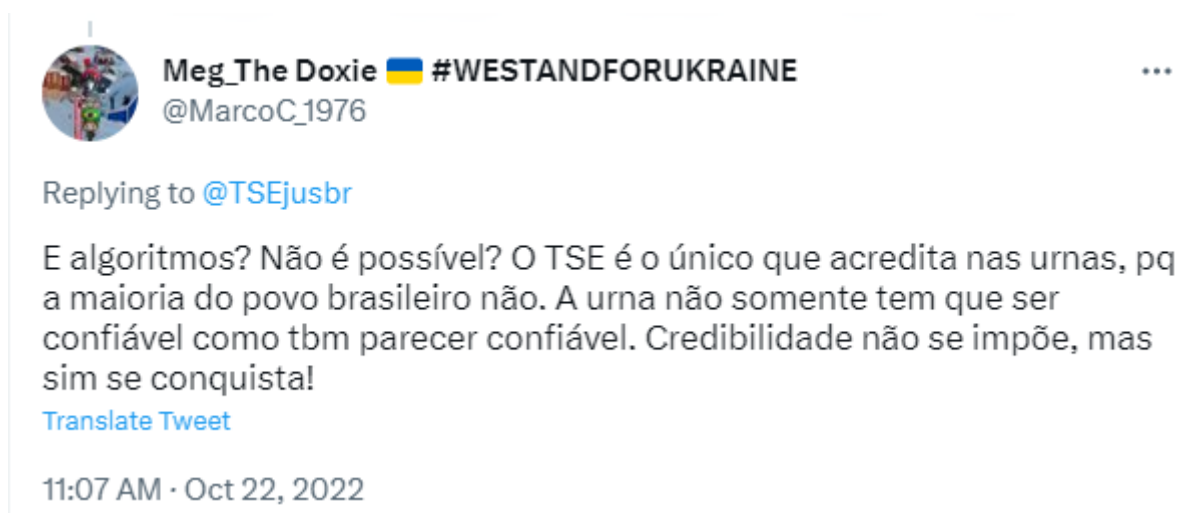 Meg_The Doxie 🇺🇦 #WESTANDFORUKRAINE
@MarcoC_1976
Replying to @TSEjusbr
E algoritmos? Não é possível? O TSE é o único que acredita nas urnas, pq
a maioria do povo brasileiro não. A urna não somente tem que ser
confiável como tbm parecer confiável. Credibilidade não se impõe, mas
sim se conquista!
Translate Tweet
11:07 AM · Oct 22, 2022